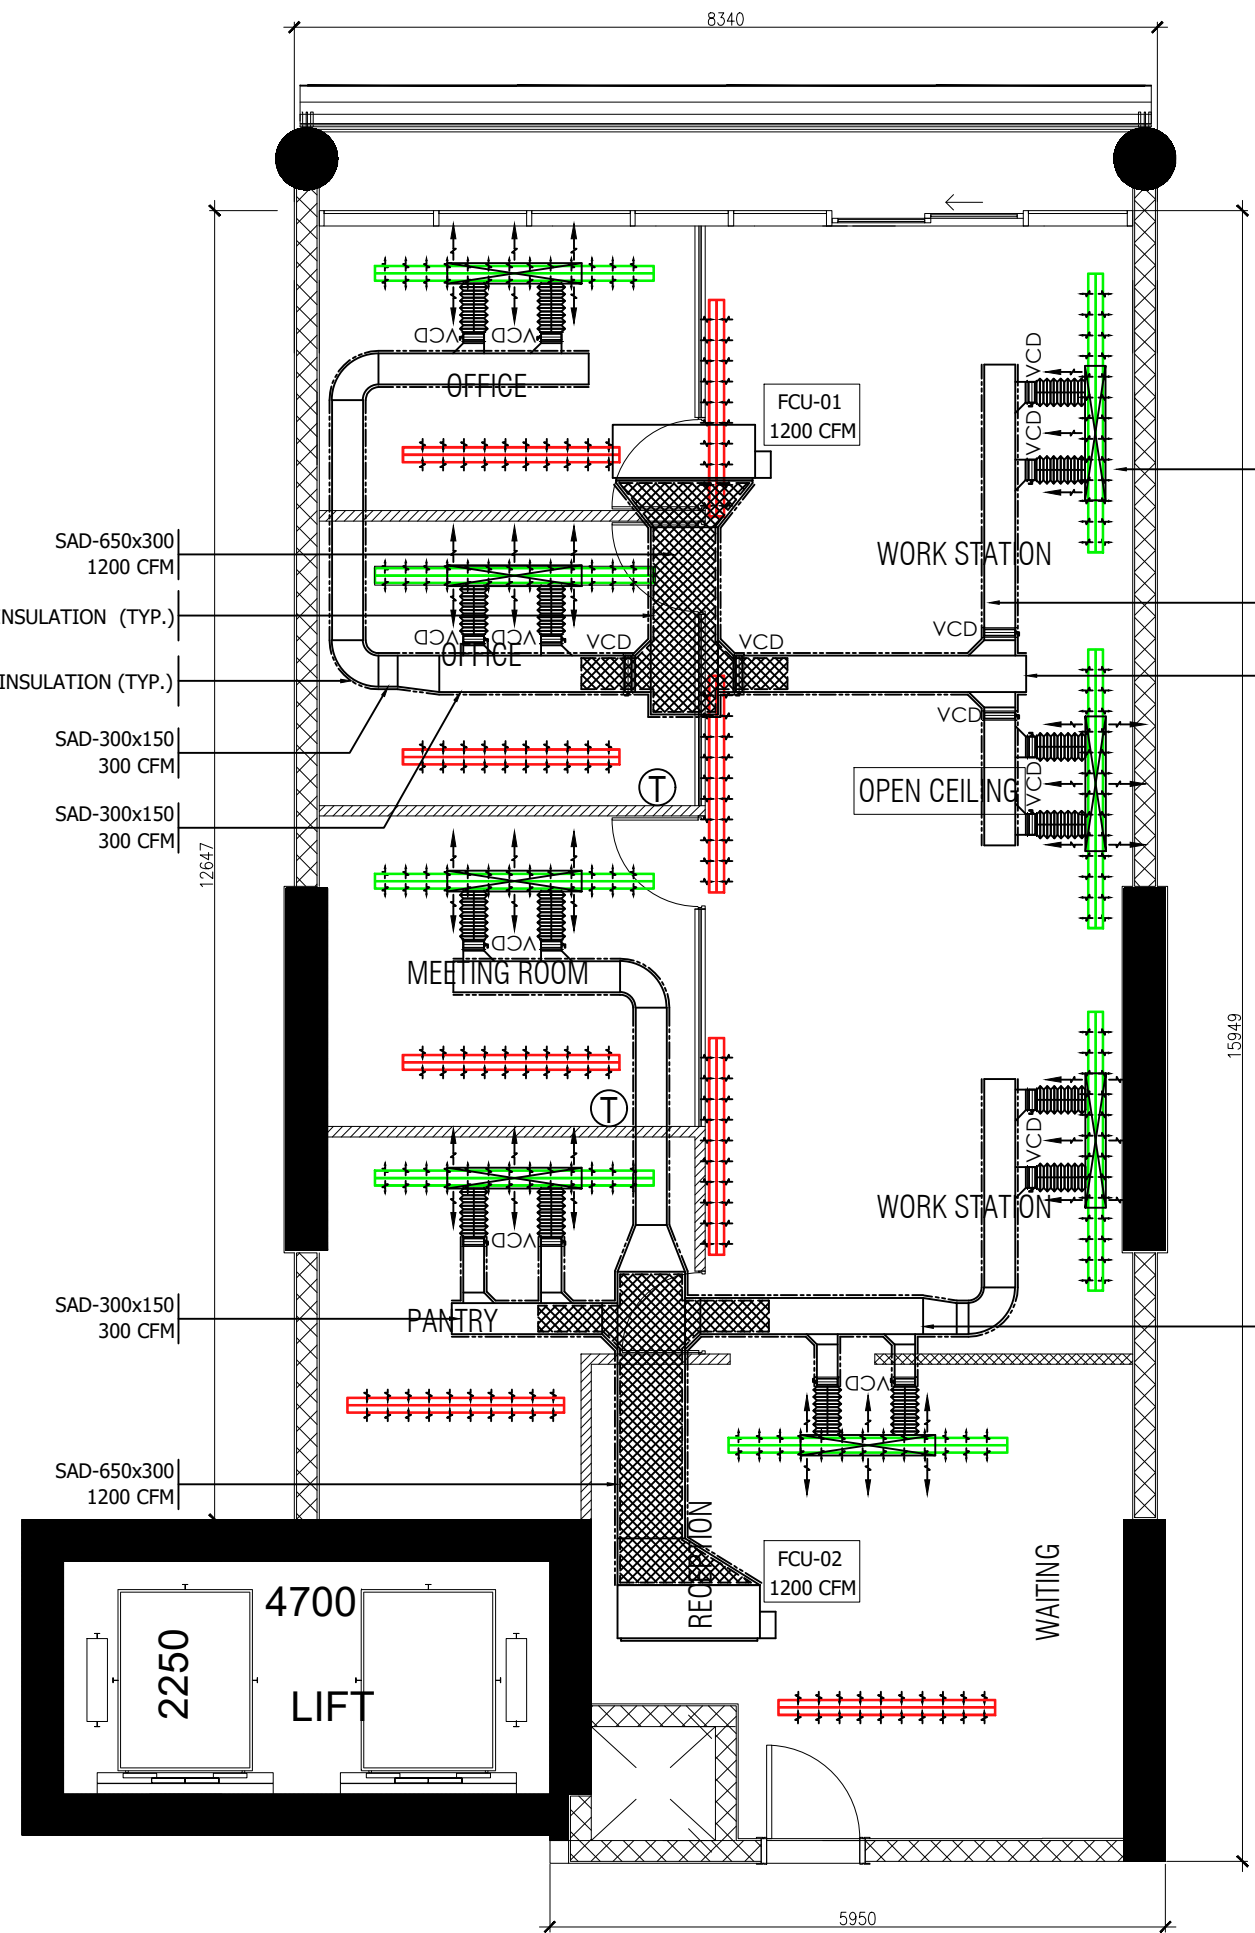 8340
VCD
VCD
OFFICE
FCU-01
1200 CFM
VCD
VCD
SAD-650x300
1200 CFM
WORK STATION
INSULATION (TYP.)
VCD
VCD
OFFICE
VCD
VCD
VCD
INSULATION (TYP.)
VCD
SAD-300x150
300 CFM
T
OPEN CEILING
VCD
SAD-300x150
300 CFM
12647
VCD
MEETING ROOM
15949
T
VCD
VCD
WORK STATION
SAD-300x150
300 CFM
PANTRY
VCD
SAD-650x300
1200 CFM
RECEPTION
FCU-02
1200 CFM
WAITING
4700
2250
LIFT
5950